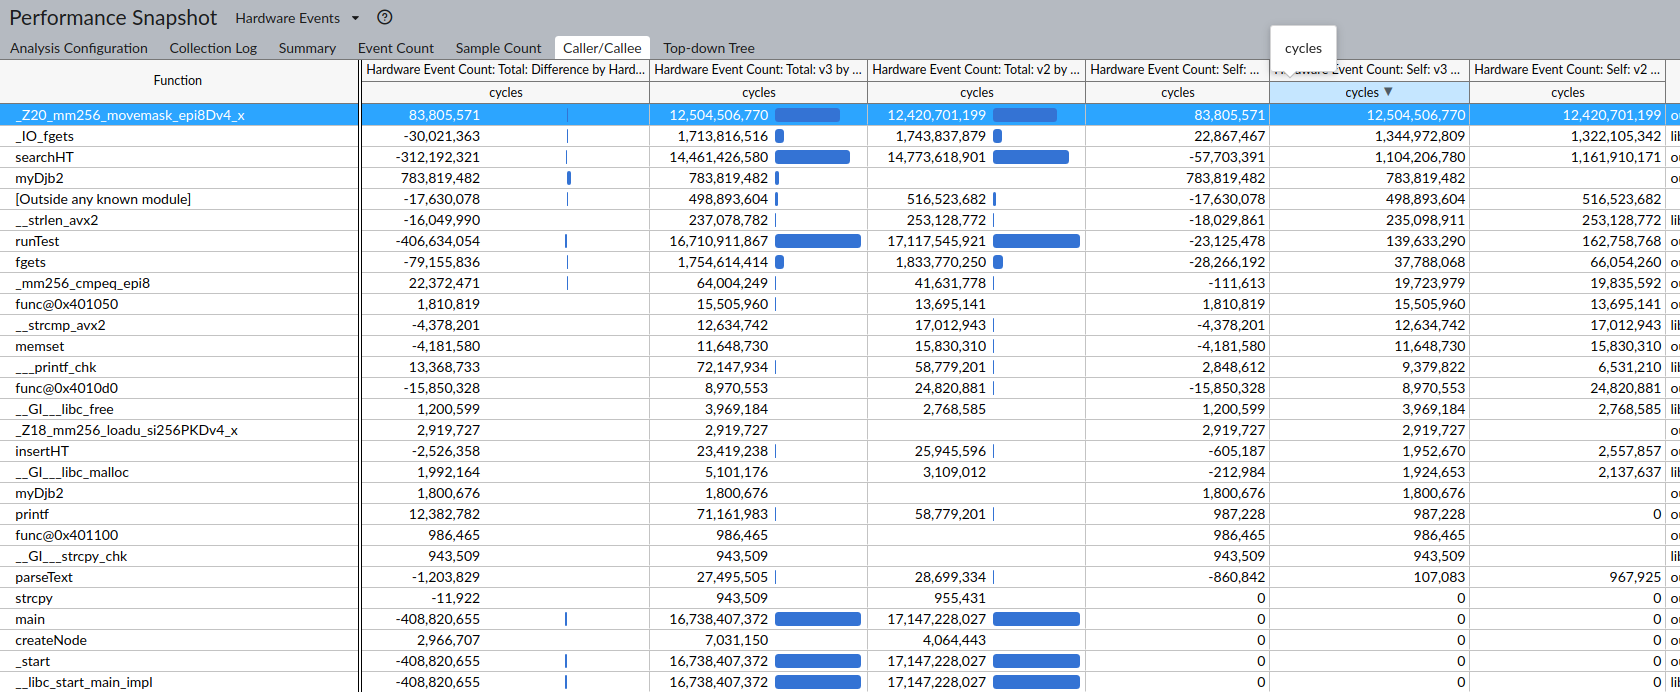 Performance Snapshot Hardware Events
Analysis Configuration Collection Log Summary Event Count Sample Count Caller/Callee Top-down Tree cycles
Function Hardware Event Count: Total: Difference by Hard... Hardware Event Count: Total: v3 by ... Hardware Event Count: Total: v2 by ... Hardware Event Count: Self: ... Event Count: Self: v3 ... Hardware Event Count: Self: v2 ...
cycles cycles cycles cycles cycles cycles
_Z20_mm256_movemask_epi8Dv4_x 83,805,571 12,504,506,770 12,420,701,199 83,805,571 12,504,506,770 12,420,701,199
_IO_fgets -30,021,363 1,713,816,516 1,743,837,879 22,867,467 1,344,972,809 1,322,105,342 li
searchHT -312,192,321 14,461,426,580 14,773,618,901 -57,703,391 1,104,206,780 1,161,910,171
myDjb2 783,819,482 783,819,482 783,819,482 783,819,482
[Outside any known module] -17,630,078 498,893,604 516,523,682 -17,630,078 498,893,604 516,523,682
__strlen_avx2 -16,049,990 237,078,782 253,128,772 -18,029,861 235,098,911 253,128,772 li
runTest -406,634,054 16,710,911,867 17,117,545,921 -23,125,478 139,633,290 162,758,768
fgets -79,155,836 1,754,614,414 1,833,770,250 -28,266,192 37,788,068 66,054,260
_mm256_cmpeq_epi8 22,372,471 64,004,249 41,631,778 -111,613 19,723,979 19,835,592
func@0x401050 1,810,819 15,505,960 13,695,141 1,810,819 15,505,960 13,695,141
__strcmp_avx2 -4,378,201 12,634,742 17,012,943 -4,378,201 12,634,742 17,012,943 li
memset -4,181,580 11,648,730 15,830,310 -4,181,580 11,648,730 15,830,310
___printf_chk 13,368,733 72,147,934 58,779,201 2,848,612 9,379,822 6,531,210 li
func@0x4010d0 -15,850,328 8,970,553 24,820,881 -15,850,328 8,970,553 24,820,881
__GI___libc_free 1,200,599 3,969,184 2,768,585 1,200,599 3,969,184 2,768,585 li
_Z18_mm256_loadu_si256PKDv4_x 2,919,727 2,919,727 2,919,727 2,919,727
insertHT -2,526,358 23,419,238 25,945,596 -605,187 1,952,670 2,557,857
__GI___libc_malloc 1,992,164 5,101,176 3,109,012 -212,984 1,924,653 2,137,637 li
myDjb2 1,800,676 1,800,676 1,800,676 1,800,676
printf 12,382,782 71,161,983 58,779,201 987,228 987,228 0
func@0x401100 986,465 986,465 986,465 986,465
__GI___strcpy_chk 943,509 943,509 943,509 943,509 li
parseText -1,203,829 27,495,505 28,699,334 -860,842 107,083 967,925
strcpy -11,922 943,509 955,431 0 0 0
main -408,820,655 16,738,407,372 17,147,228,027 0 0 0
createNode 2,966,707 7,031,150 4,064,443 0 0 0
_start -408,820,655 16,738,407,372 17,147,228,027 0 0 0
__libc_start_main_impl -408,820,655 16,738,407,372 17,147,228,027 0 0 0 li